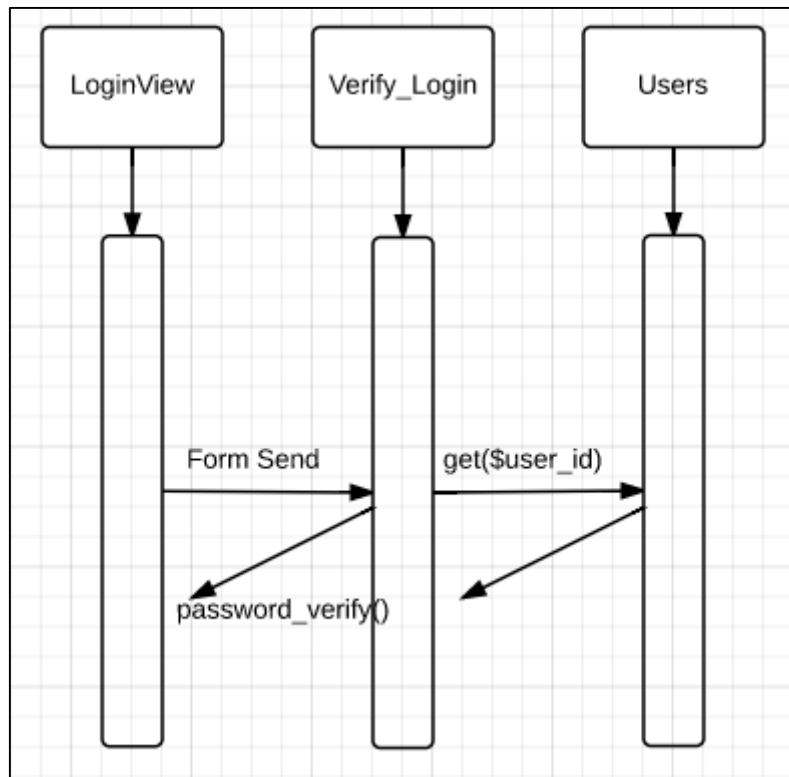 LoginView
Verify_Login
Users
Form Send
get($user_id)
password_verify()